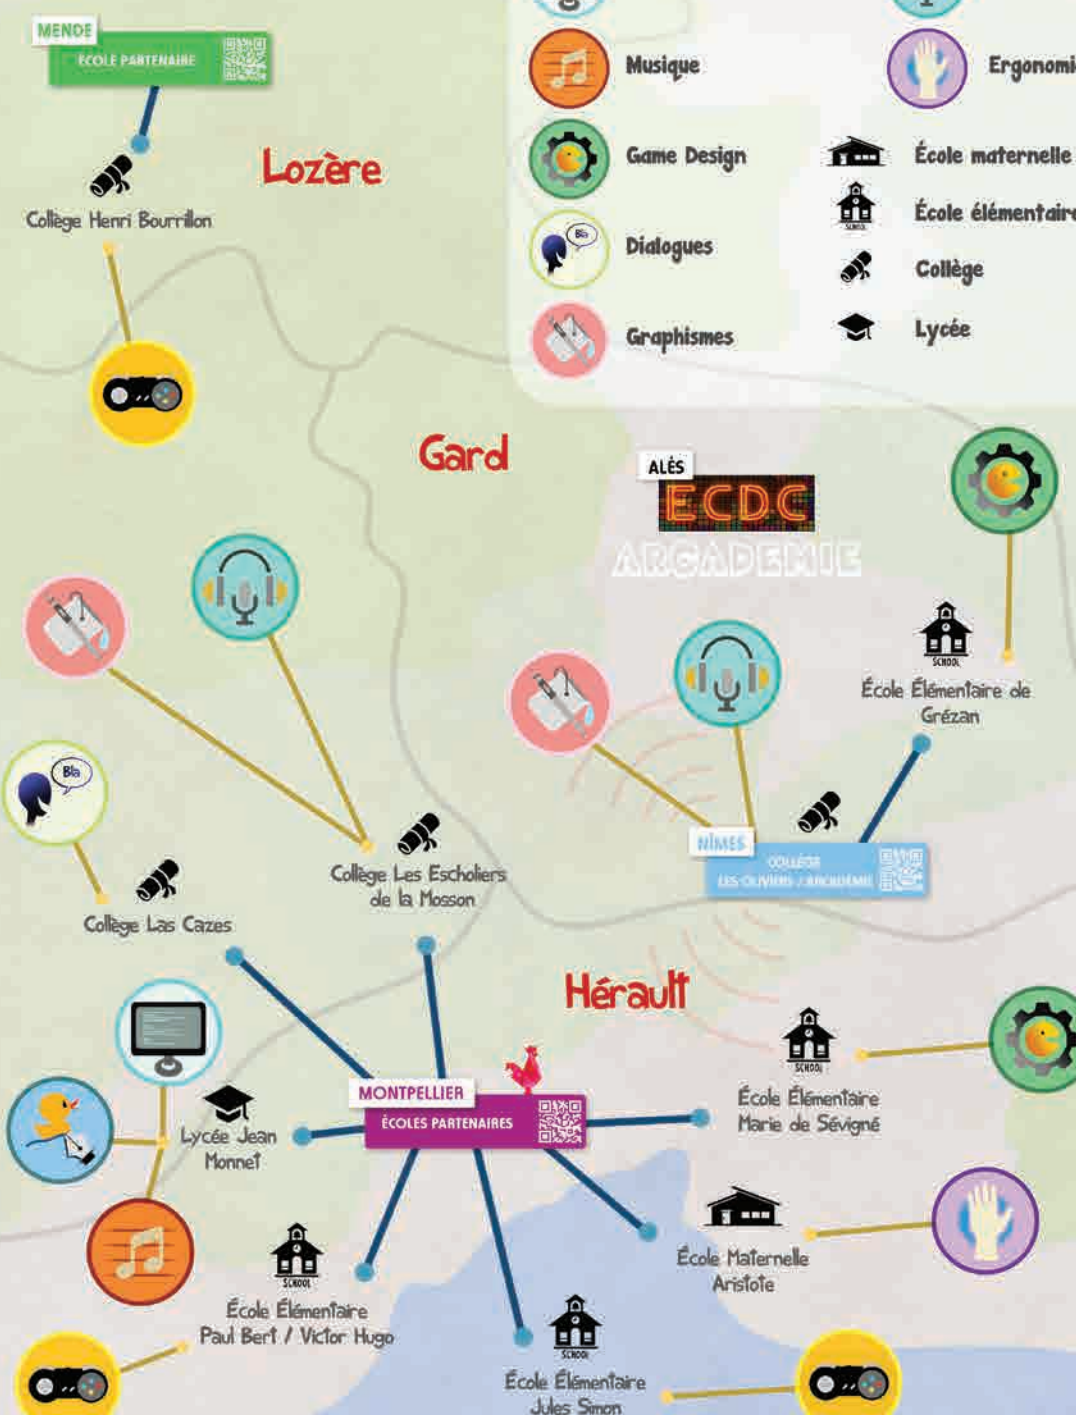 MENDE
ÉCOLE PARTENAIRE
Lozère
Collège Henri Bourrillon
Musique
Game Design
Bla
Dialogues
Graphismes
Ergonomi
École maternelle
SCHOOL
École élémentaire
Collège
Lycée
Gard
ALÈS
ECDC
ARCADEMIE
SCHOOL
École Élémentaire de
Grézan
NÎMES
COLLÈGE
LES OLIVIERS / ARCADEMIE
Bla
Collège Les Escholiers
de la Mosson
Collège Las Cazes
Hérault
MONTPELLIER
ÉCOLES PARTENAIRES
SCHOOL
École Élémentaire
Marie de Sévigné
Lycée Jean
Monnet
École Maternelle
Aristote
SCHOOL
École Élémentaire
Paul Bert / Victor Hugo
SCHOOL
École Élémentaire
Jules Simon